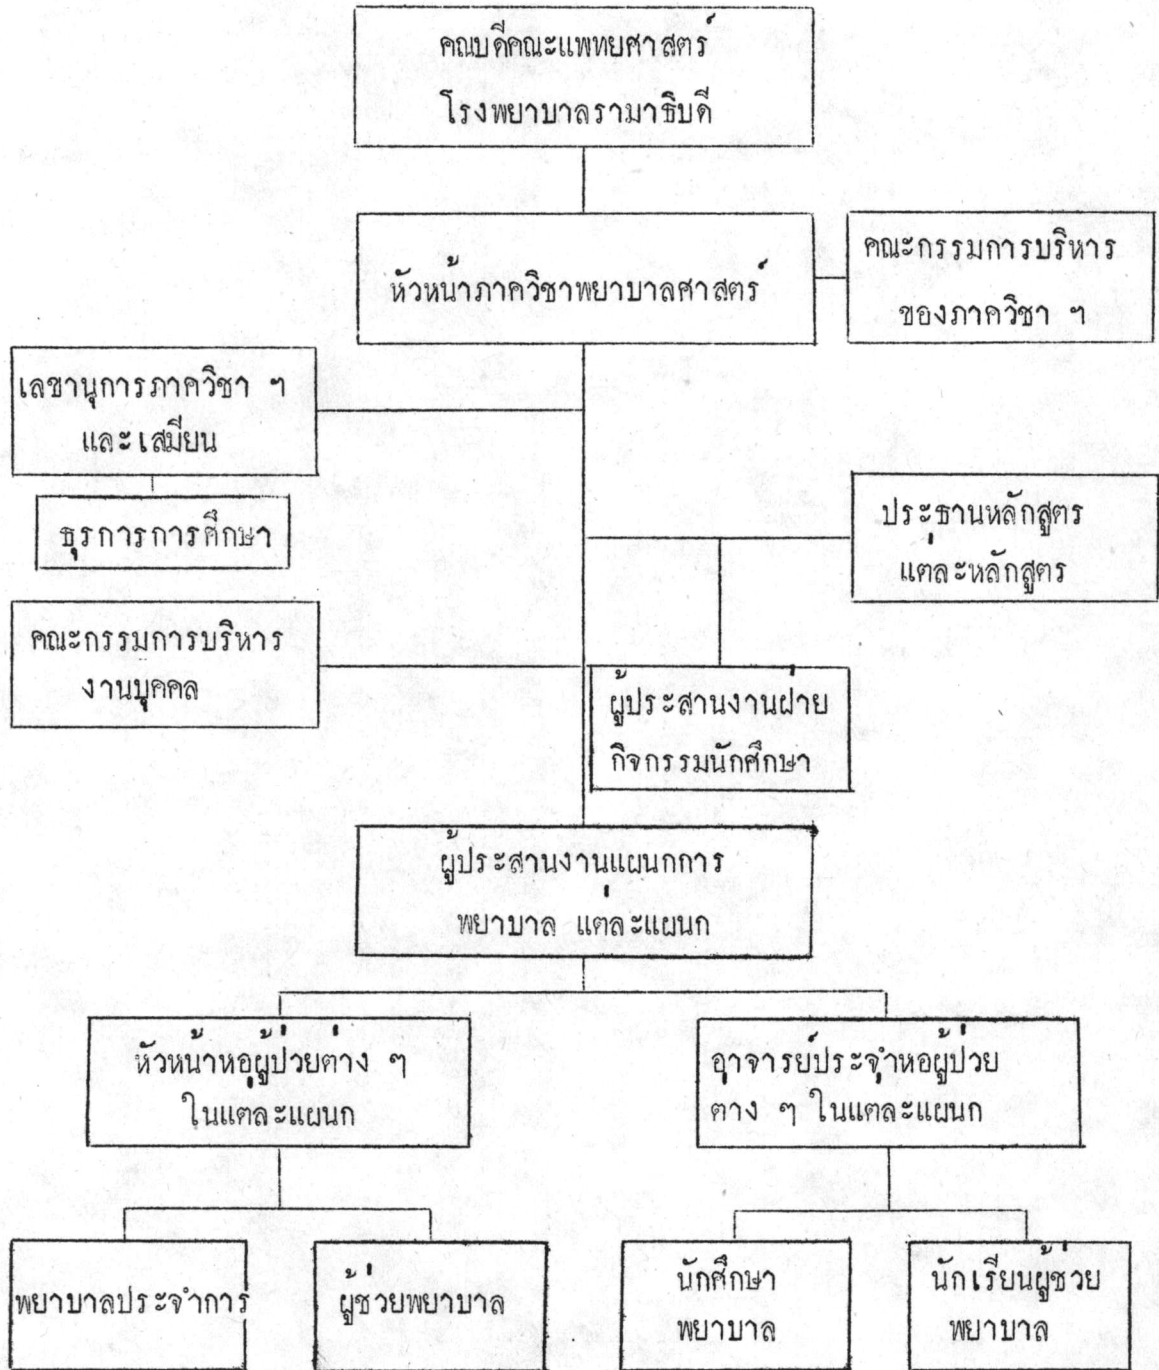 คณบดีคณะแพทยศาสตร์
โรงพยาบาลรามาธิบดี
หัวหน้าภาควิชาพยาบาลศาสตร์
คณะกรรมการบริหาร
ของภาควิชา ฯ
เลขานุการภาควิชา ฯ
และเสมียน
ธุรการการศึกษา
ประธานหลักสูตร
แต่ละหลักสูตร
คณะกรรมการบริหาร
งานบุคคล
ผู้ประสานงานฝ่าย
กิจกรรมนักศึกษา
ผู้ประสานงานแผนกการ
พยาบาล แต่ละแผนก
หัวหน้าหอผู้ป่วยต่าง ๆ
ในแต่ละแผนก
อาจารย์ประจำหอผู้ป่วย
ต่าง ๆ ในแต่ละแผนก
พยาบาลประจำการ
ผู้ช่วยพยาบาล
นักศึกษา
พยาบาล
นักเรียนผู้ช่วย
พยาบาล